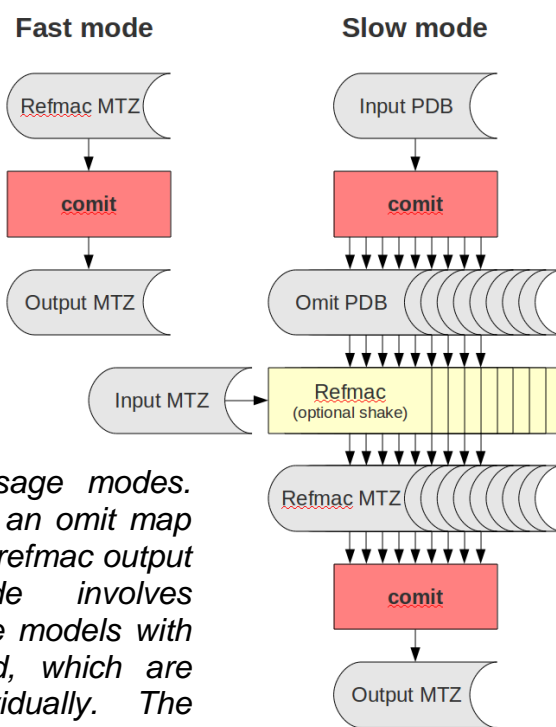 Fast mode
Refmac MTZ
comit
Output MTZ
Slow mode
Input PDB
comit
Omit PDB
Input MTZ
Refmac
(optional shake)
Refmac MTZ
comit
Output MTZ
sage modes.
an omit map
refmac output
de involves
e models with
d, which are
vidually. The